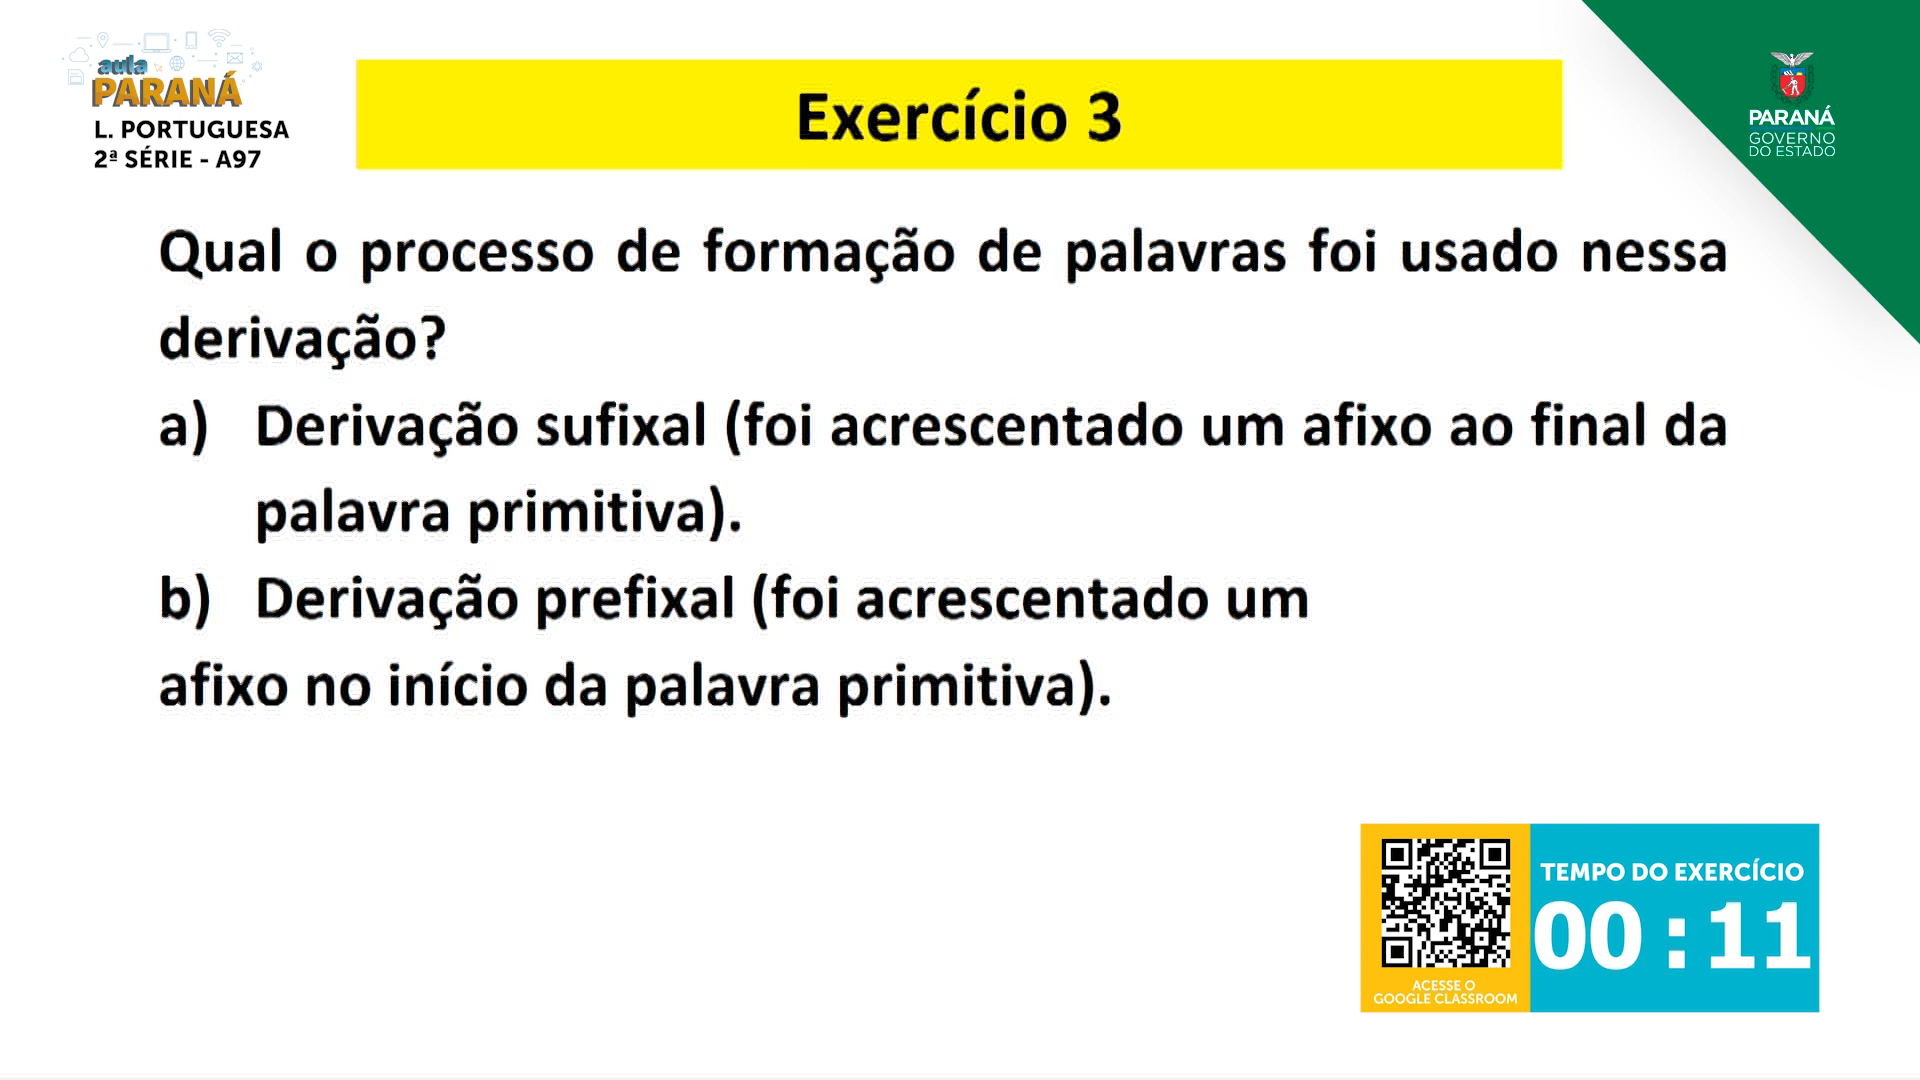 aula
PARANÁ
L. PORTUGUESA
2ª SÉRIE - A97
Exercício 3
PARANÁ
GOVERNO
DO ESTADO
Qual o processo de formação de palavras foi usado nessa
derivação?
a) Derivação sufixal (foi acrescentado um afixo ao final da
palavra primitiva).
b) Derivação prefixal (foi acrescentado um
afixo no início da palavra primitiva).
TEMPO DO EXERCÍCIO
00 : 11
ACESSE O
GOOGLE CLASSROOM